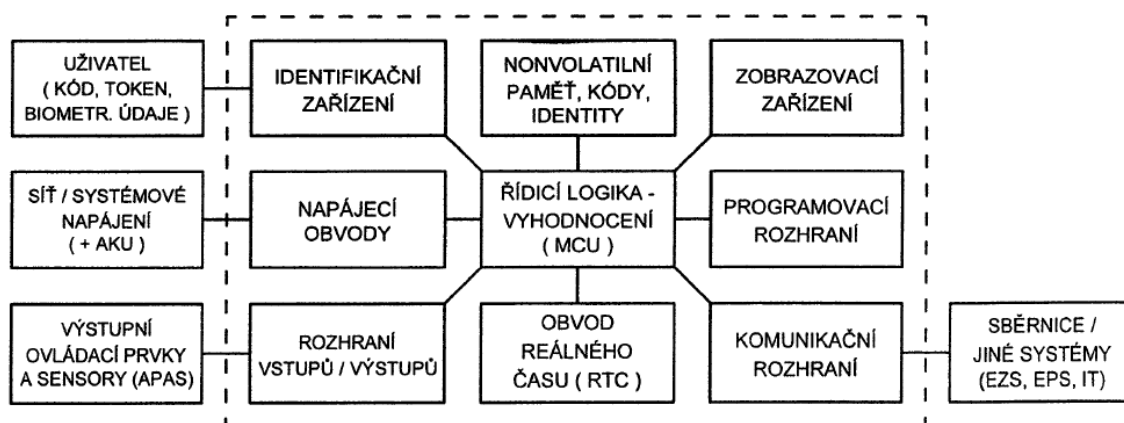 UŽIVATEL
( KÓD, TOKEN,
BIOMETR. ÚDAJE )
IDENTIFIKAČNÍ
ZAŘÍZENÍ
NONVOLATILNÍ
PAMĚŤ, KÓDY,
IDENTITY
ZOBRAZOVACÍ
ZAŘÍZENÍ
SÍŤ / SYSTÉMOVÉ
NAPÁJENÍ
( + AKU )
NAPÁJECÍ
OBVODY
ŘÍDICÍ LOGIKA -
VYHODNOCENÍ
( MCU )
PROGRAMOVACÍ
ROZHRANÍ
VÝSTUPNÍ
OVLÁDACÍ PRVKY
A SENSORY (APAS)
ROZHRANÍ
VSTUPŮ / VÝSTUPŮ
OBVOD
REÁLNÉHO
ČASU ( RTC )
KOMUNIKAČNÍ
ROZHRANÍ
SBĚRNICE /
JINÉ SYSTÉMY
(EZS, EPS, IT)